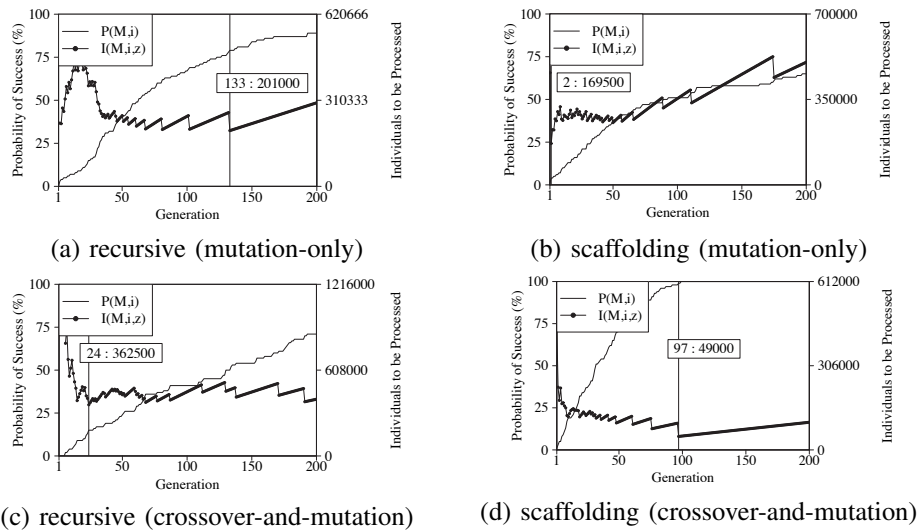 100
75
50
25
0
Probability of Success (%)
P(M,i)
I(M,i,z)
133 : 201000
620666
310333
0
Individuals to be Processed
1
50
100
150
200
Generation
(a) recursive (mutation-only)
100
75
50
25
0
Probability of Success (%)
P(M,i)
I(M,i,z)
2 : 169500
700000
350000
0
Individuals to be Processed
1
50
100
150
200
Generation
(b) scaffolding (mutation-only)
100
75
50
25
0
Probability of Success (%)
P(M,i)
I(M,i,z)
24 : 362500
1216000
608000
0
Individuals to be Processed
1
50
100
150
200
Generation
(c) recursive (crossover-and-mutation)
100
75
50
25
0
Probability of Success (%)
P(M,i)
I(M,i,z)
97 : 49000
612000
306000
0
Individuals to be Processed
1
50
100
150
200
Generation
(d) scaffolding (crossover-and-mutation)